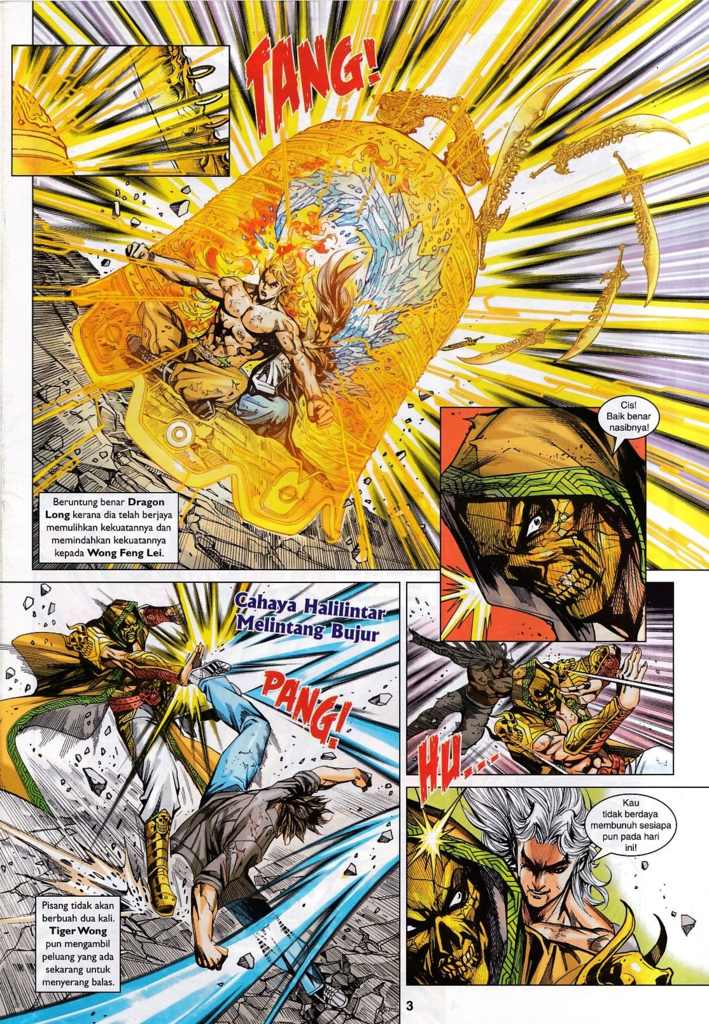 TANG!
Beruntung benar Dragon
Long kerana dia telah berjaya
memulihkan kekuatannya dan
memindahkan kekuatannya
kepada Wong Feng Lei.
Cis!
Baik benar
nasibnya!
Cahaya Halilintar
Melintang Bujur
PANG!
Pisang tidak akan
berbuah dua kali.
Tiger Wong
pun mengambil
peluang yang ada
sekarang untuk
menyerang balas.
HU...
Kau
tidak berdaya
membunuh sesiapa
pun pada hari
ini!
3